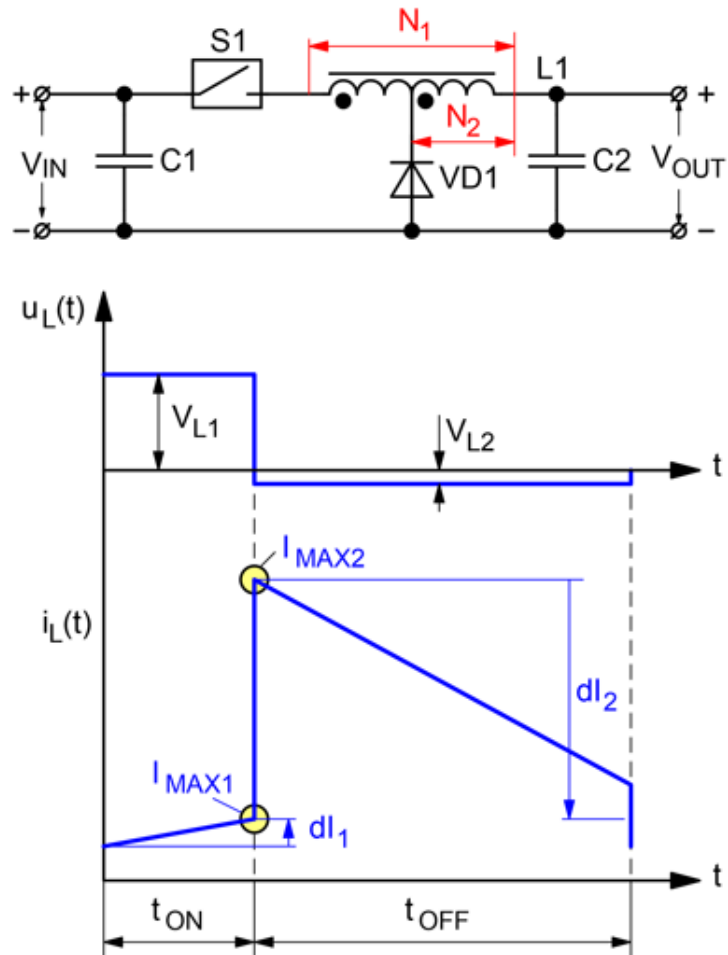 N1
S1
L1
+
+
N2
VIN
C1
VD1
C2
VOUT
−
−
uL(t)
VL1
VL2
t
IMAX2
iL(t)
dI2
IMAX1
dI1
t
tON
tOFF